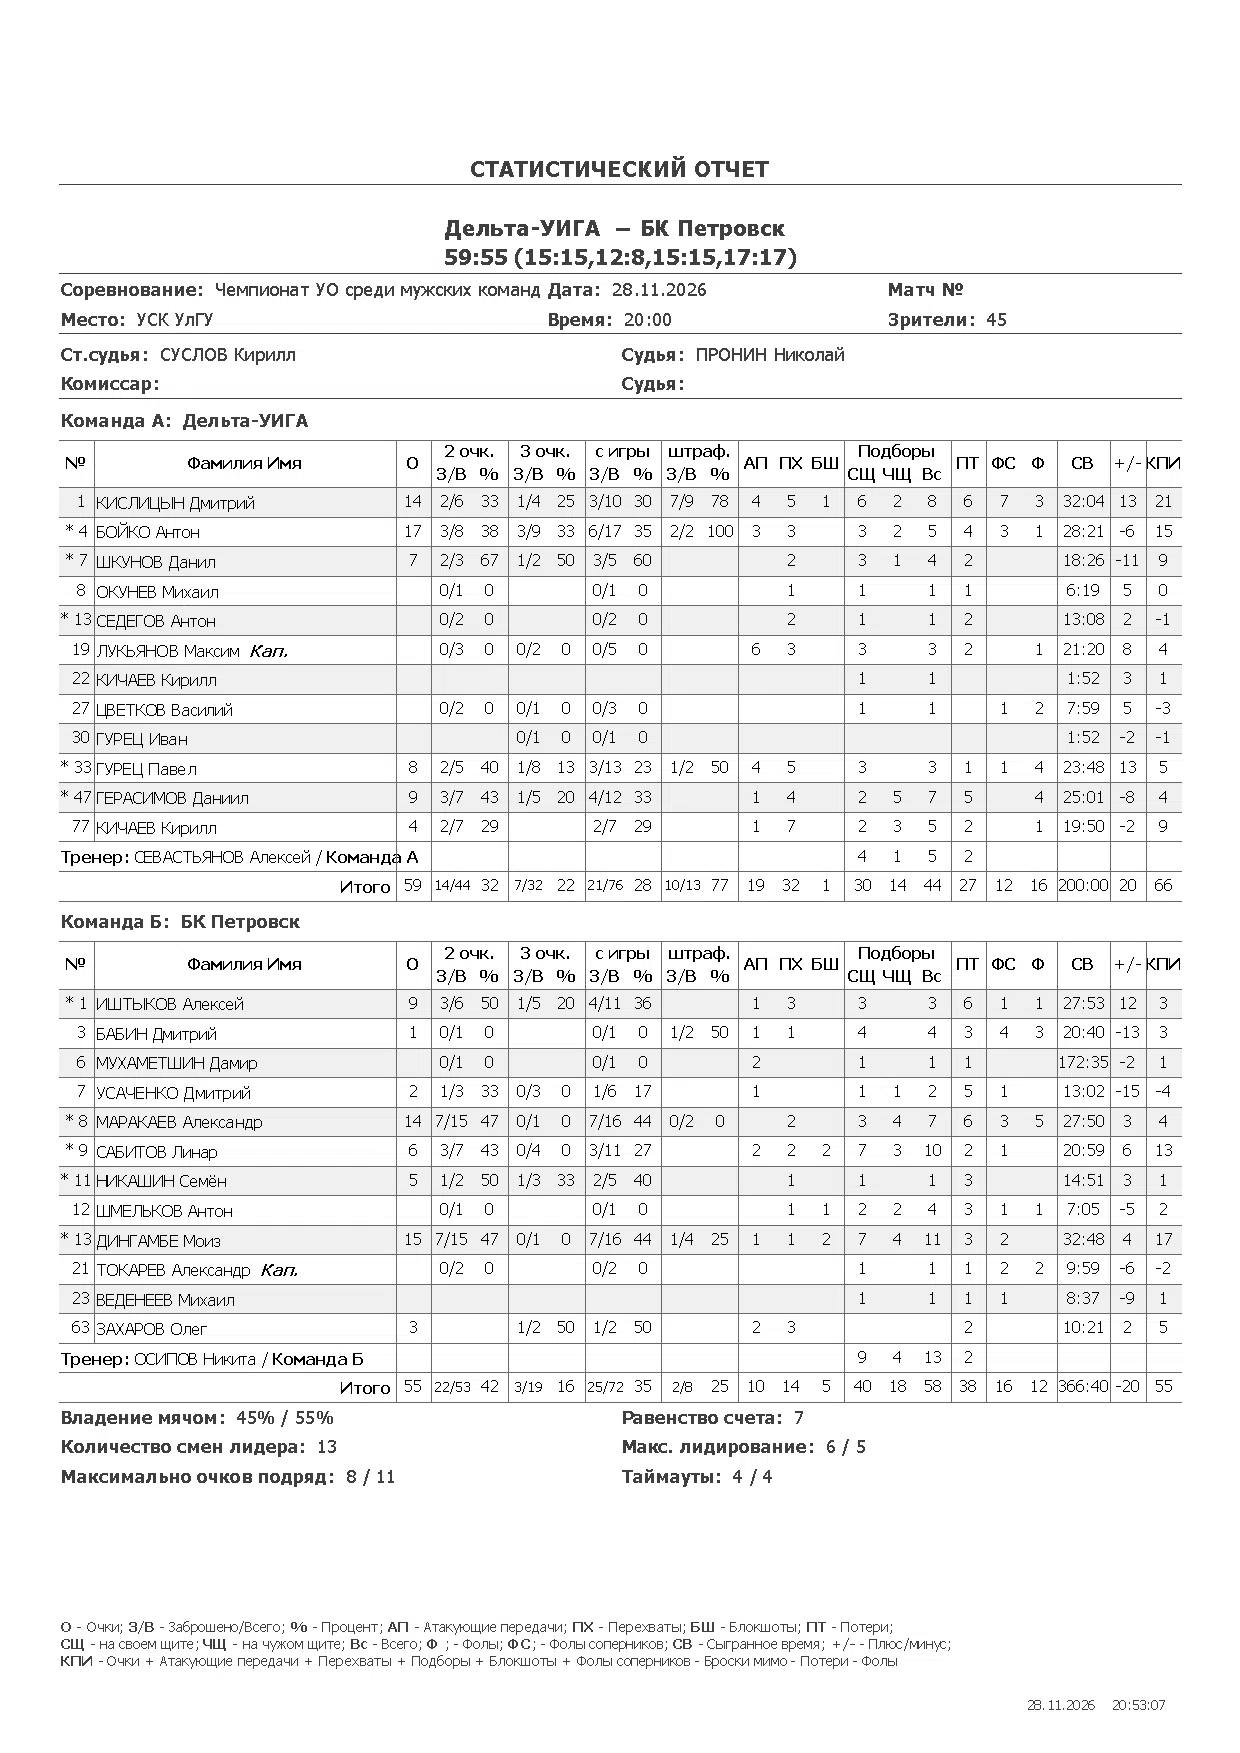 СТАТИСТИЧЕСКИЙ ОТЧЕТ
Дельта-УИГА – БК Петровск
59:55 (15:15,12:8,15:15,17:17)
Соревнование: Чемпионат УО среди мужских команд Дата: 28.11.2026 Матч №
Место: УСК УлГУ Время: 20:00 Зрители: 45
Ст.судья: СУСЛОВ Кирилл Судья: ПРОНИН Николай
Комиссар: Судья:
Команда А: Дельта-УИГА
№ Фамилия Имя О 2 очк. 3 очк. с игры штраф. АП ПХ БШ Подборы ПТ ФС Ф СВ +/- КПИ
З/В % З/В % З/В % З/В % СЩ ЧЩ Вс
1 КИСЛИЦЫН Дмитрий 14 2/6 33 1/4 25 3/10 30 7/9 78 4 5 1 6 2 8 6 7 3 32:04 13 21
* 4 БОЙКО Антон 17 3/8 38 3/9 33 6/17 35 2/2 100 3 3 3 2 5 4 3 1 28:21 -6 15
* 7 ШКУНОВ Данил 7 2/3 67 1/2 50 3/5 60 2 3 1 4 2 18:26 -11 9
8 ОКУНЕВ Михаил 0/1 0 0/1 0 1 1 1 1 6:19 5 0
* 13 СЕДЕГОВ Антон 0/2 0 0/2 0 2 1 1 2 13:08 2 -1
19 ЛУКЬЯНОВ Максим Кап. 0/3 0 0/2 0 0/5 0 6 3 3 3 2 1 21:20 8 4
22 КИЧАЕВ Кирилл 1 1 1:52 3 1
27 ЦВЕТКОВ Василий 0/2 0 0/1 0 0/3 0 1 1 1 2 7:59 5 -3
30 ГУРЕЦ Иван 0/1 0 0/1 0 1:52 -2 -1
* 33 ГУРЕЦ Павел 8 2/5 40 1/8 13 3/13 23 1/2 50 4 5 3 3 1 1 4 23:48 13 5
* 47 ГЕРАСИМОВ Даниил 9 3/7 43 1/5 20 4/12 33 1 4 2 5 7 5 4 25:01 -8 4
77 КИЧАЕВ Кирилл 4 2/7 29 2/7 29 1 7 2 3 5 2 1 19:50 -2 9
Тренер: СЕВАСТЬЯНОВ Алексей / Команда А 4 1 5 2
Итого 59 14/44 32 7/32 22 21/76 28 10/13 77 19 32 1 30 14 44 27 12 16 200:00 20 66
Команда Б: БК Петровск
№ Фамилия Имя О 2 очк. 3 очк. с игры штраф. АП ПХ БШ Подборы ПТ ФС Ф СВ +/- КПИ
З/В % З/В % З/В % З/В % СЩ ЧЩ Вс
* 1 ИШТЫКОВ Алексей 9 3/6 50 1/5 20 4/11 36 1 3 3 3 6 1 1 27:53 12 3
3 БАБИН Дмитрий 1 0/1 0 0/1 0 1/2 50 1 1 4 4 3 4 3 20:40 -13 3
6 МУХАМЕТШИН Дамир 0/1 0 0/1 0 2 1 1 1 172:35 -2 1
7 УСАЧЕНКО Дмитрий 2 1/3 33 0/3 0 1/6 17 1 1 1 2 5 1 13:02 -15 -4
* 8 МАРАКАЕВ Александр 14 7/15 47 0/1 0 7/16 44 0/2 0 2 3 4 7 6 3 5 27:50 3 4
* 9 САБИТОВ Линар 6 3/7 43 0/4 0 3/11 27 2 2 2 7 3 10 2 1 20:59 6 13
* 11 НИКАШИН Семён 5 1/2 50 1/3 33 2/5 40 1 1 1 3 14:51 3 1
12 ШМЕЛЬКОВ Антон 0/1 0 0/1 0 1 1 2 2 4 3 1 1 7:05 -5 2
* 13 ДИНГАМБЕ Моиз 15 7/15 47 0/1 0 7/16 44 1/4 25 1 1 2 7 4 11 3 2 32:48 4 17
21 ТОКАРЕВ Александр Кап. 0/2 0 0/2 0 1 1 1 2 2 9:59 -6 -2
23 ВЕДЕНЕЕВ Михаил 1 1 1 1 8:37 -9 1
63 ЗАХАРОВ Олег 3 1/2 50 1/2 50 2 3 2 10:21 2 5
Тренер: ОСИПОВ Никита / Команда Б 9 4 13 2
Итого 55 22/53 42 3/19 16 25/72 35 2/8 25 10 14 5 40 18 58 38 16 12 366:40 -20 55
Владение мячом: 45% / 55% Равенство счета: 7
Количество смен лидера: 13 Макс. лидирование: 6 / 5
Максимально очков подряд: 8 / 11 Таймауты: 4 / 4
О - Очки; З/В - Заброшено/Всего; % - Процент; АП - Атакующие передачи; ПХ - Перехваты; БШ - Блокшоты; ПТ - Потери;
СЩ - на своем щите; ЧЩ - на чужом щите; Вс - Всего; Ф ; - Фолы; ФС; - Фолы соперников; СВ - Сыгранное время; +/- - Плюс/минус;
КПИ - Очки + Атакующие передачи + Перехваты + Подборы + Блокшоты + Фолы соперников - Броски мимо - Потери - Фолы
28.11.2026 20:53:07